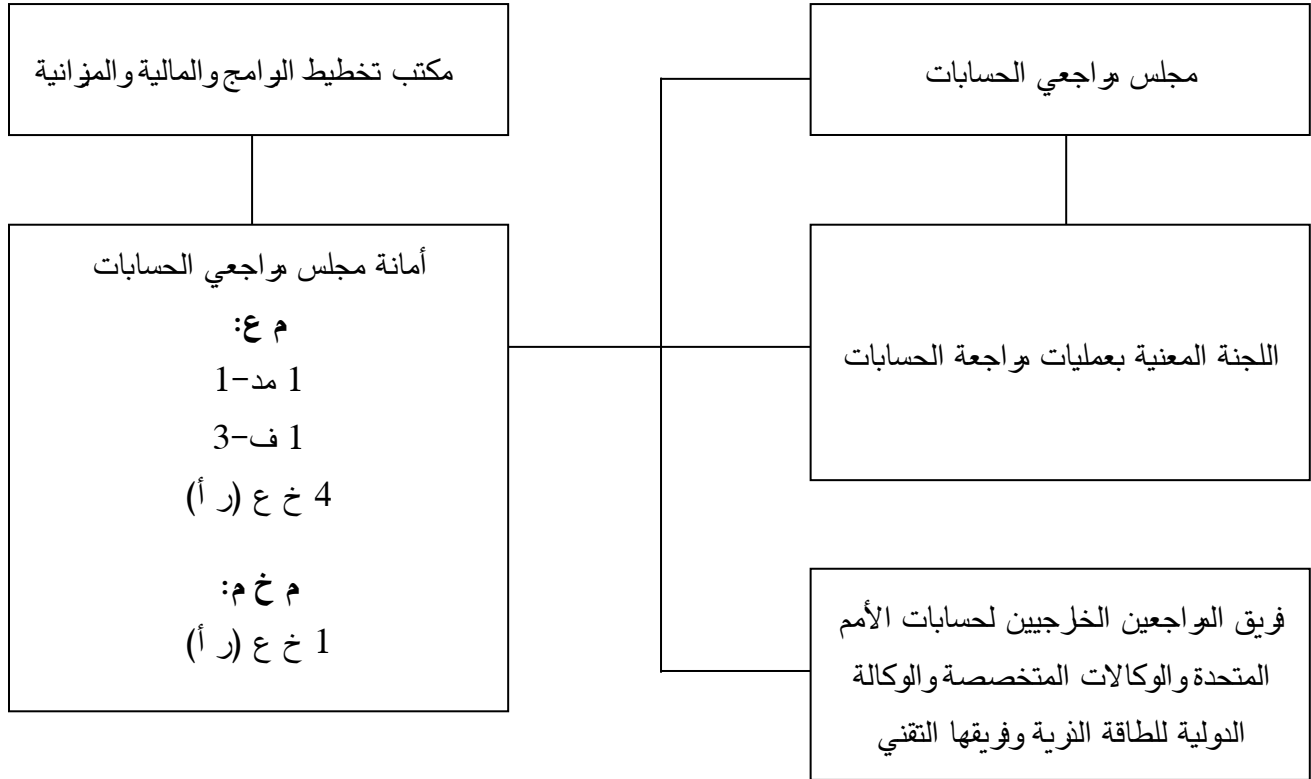 مكتب تخطيط البرامج والمالية والميزانية
مجلس مراجعي الحسابات
أمانة مجلس مراجعي الحسابات
م ع:
1 مد-1
1 ف-3
4 خ ع (ر أ)
م خ م:
1 خ ع (ر أ)
اللجنة المعنية بعمليات مراجعة الحسابات
فريق المراجعين الخارجيين لحسابات الأمم
المتحدة والوكالات المتخصصة والوكالة
الدولية للطاقة الذرية وفريقها التقني